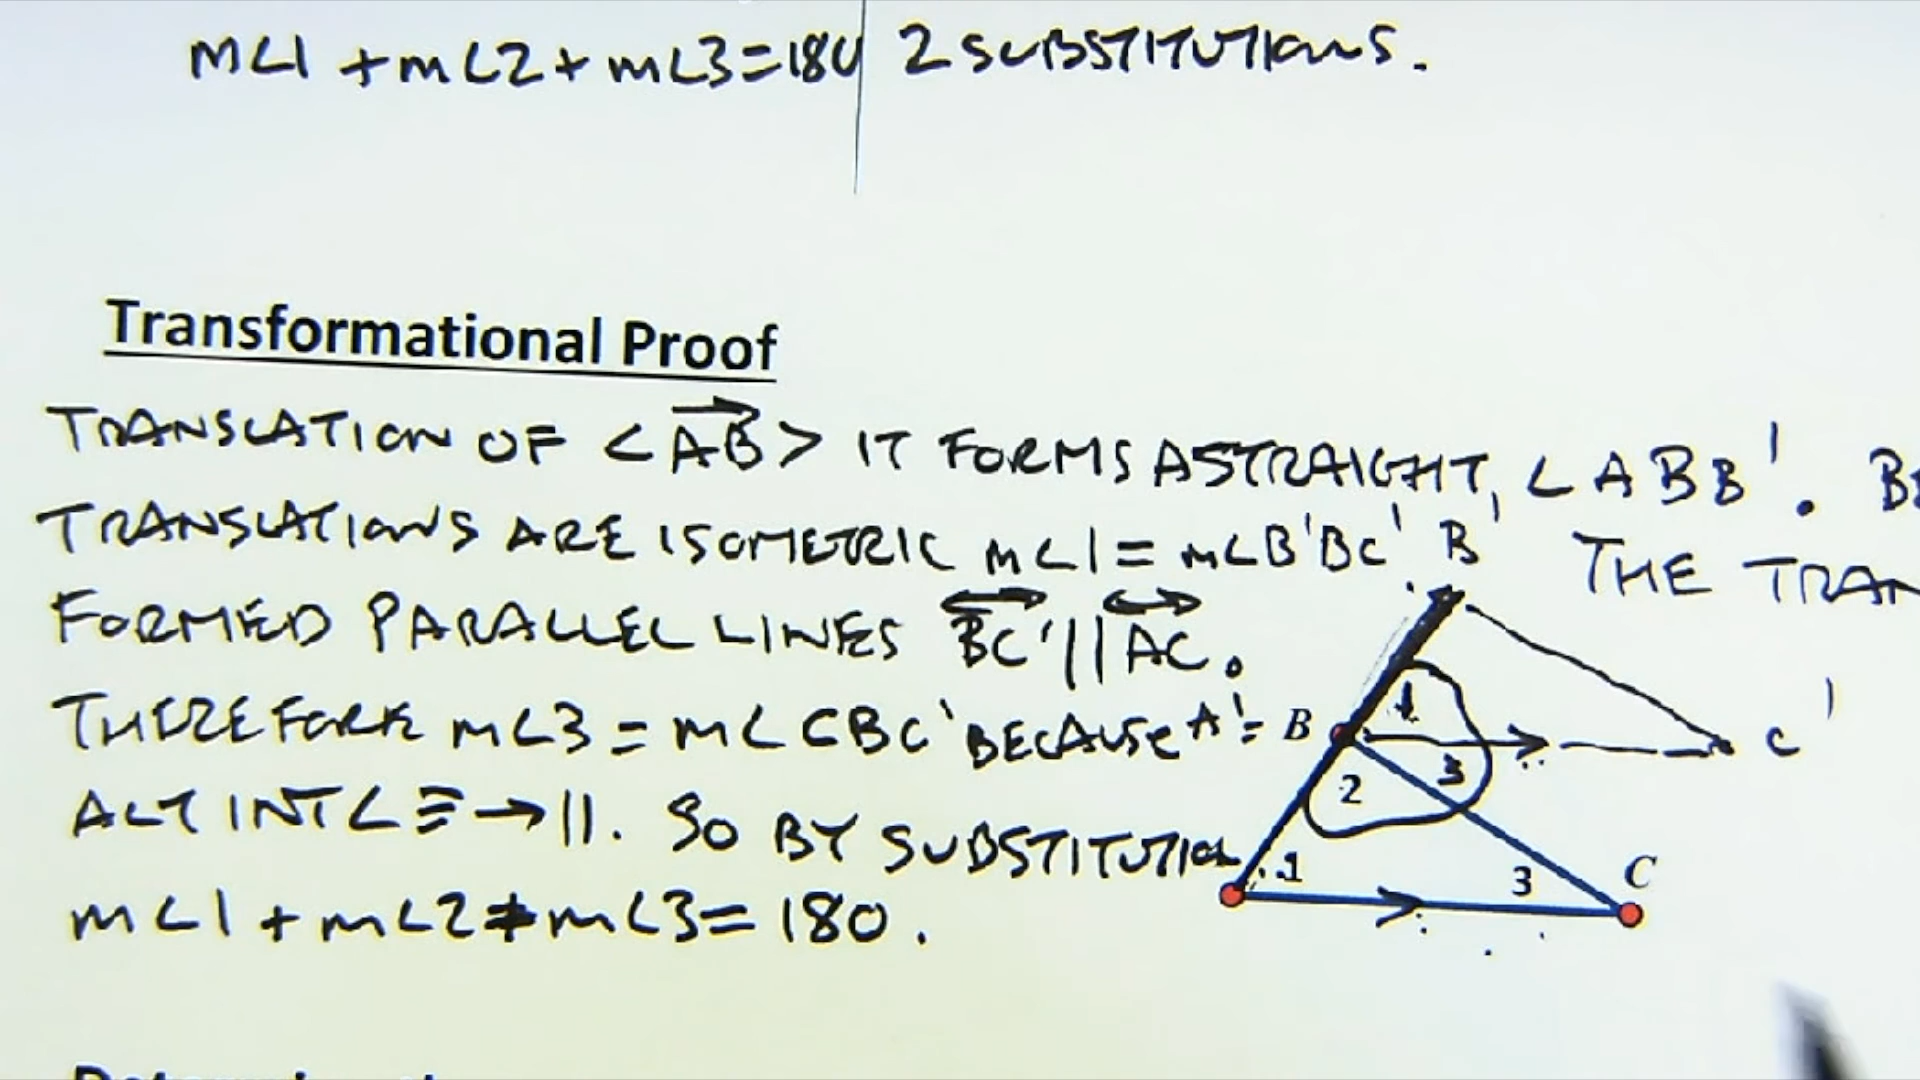 m∠1 + m∠2 + m∠3 = 180 2 SUBSTITUTIONS.
Transformational Proof
TRANSLATION OF <AB> IT FORMS A STRAIGHT ∠ABB'.
TRANSLATIONS ARE ISOMETRIC m∠1 = m∠B'BC' THE
B'
FORMED PARALLEL LINES BC' || AC.
THEREFORE m∠3 = m∠CBC' BECAUSE
A' = B
C'
ALT INT ∠ ≅ → ||. SO BY SUBSTITUTION
m∠1 + m∠2 + m∠3 = 180.
1
3
2
1
3
C